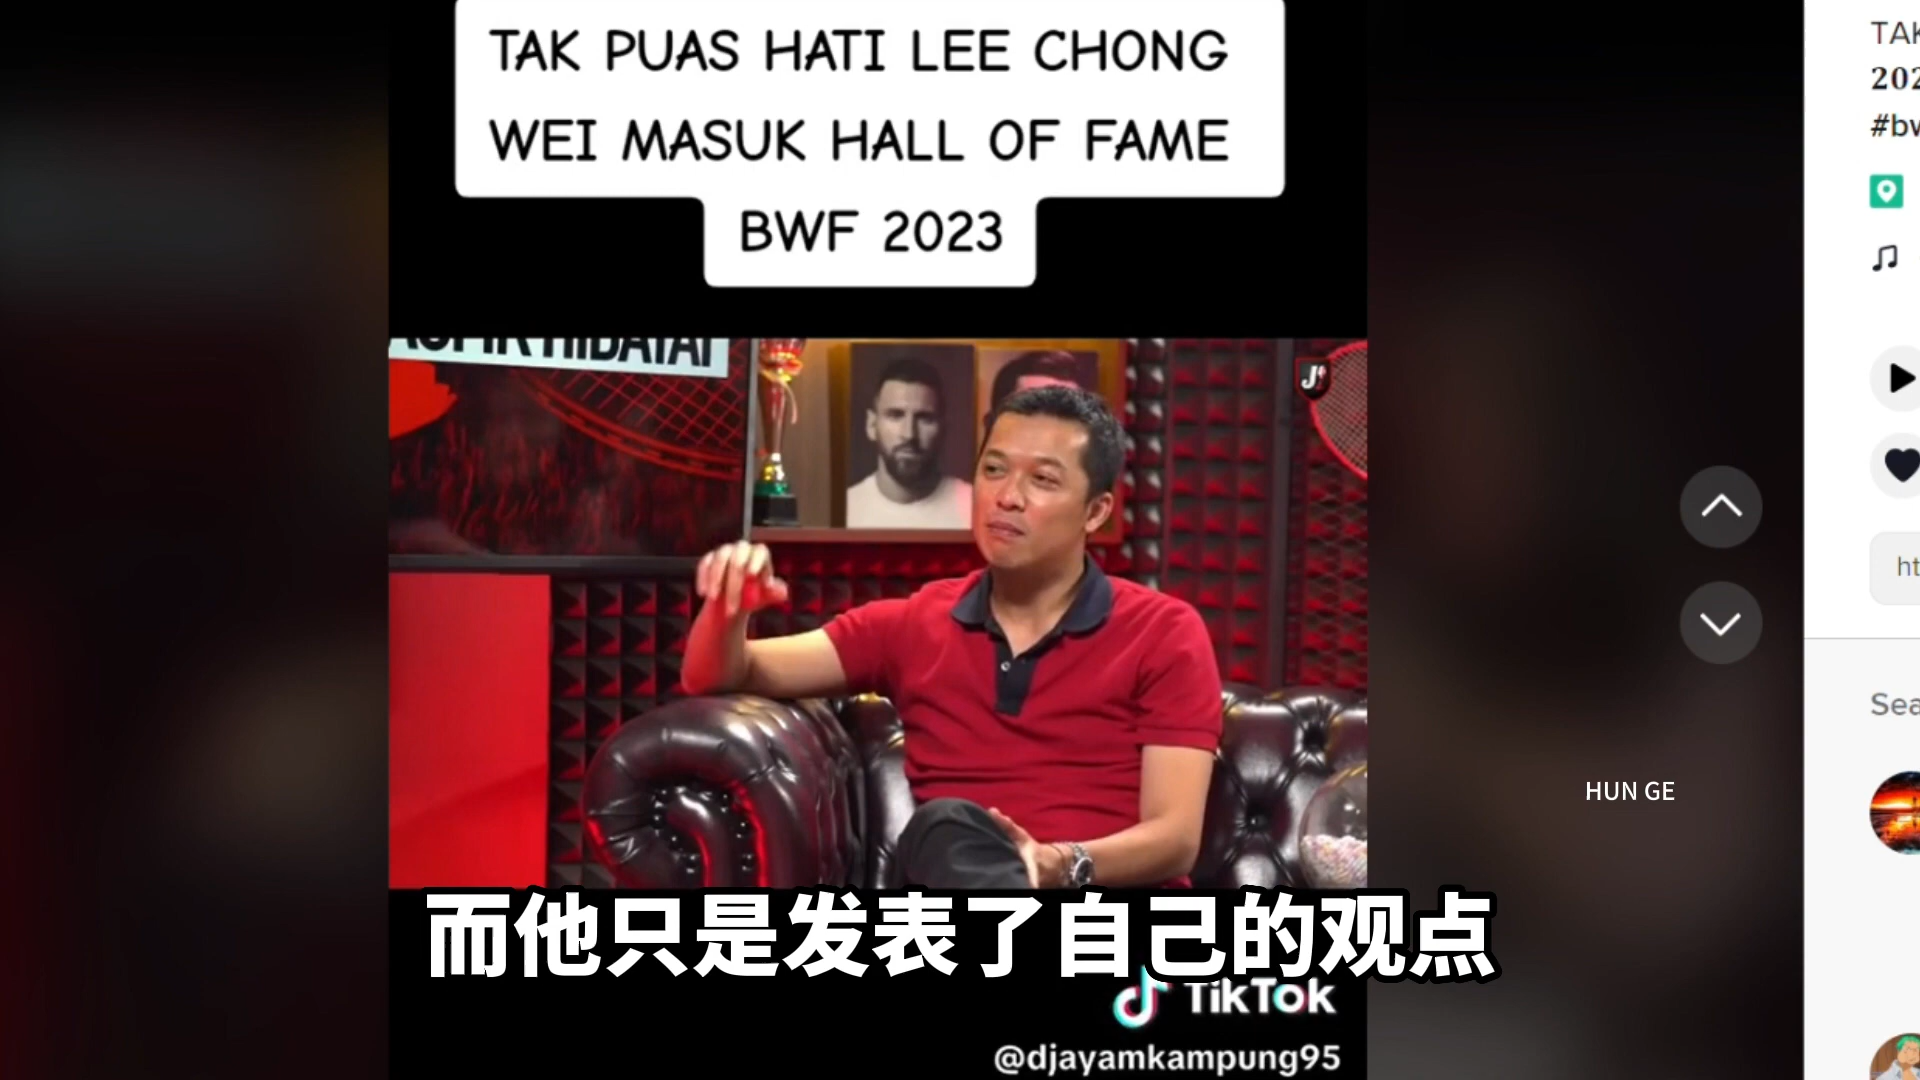 TAK PUAS HATI LEE CHONG
WEI MASUK HALL OF FAME
BWF 2023
HIDAYAT
HUN GE
而他只是发表了自己的观点
TikTok
@djayamkampung95